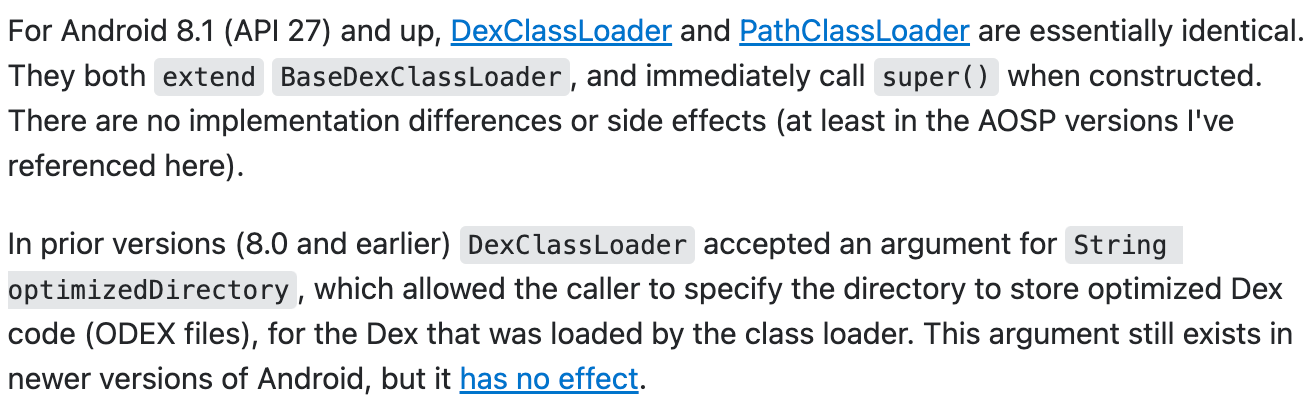 For Android 8.1 (API 27) and up, DexClassLoader and PathClassLoader are essentially identical.
They both extend BaseDexClassLoader, and immediately call super() when constructed.
There are no implementation differences or side effects (at least in the AOSP versions I've
referenced here).
In prior versions (8.0 and earlier) DexClassLoader accepted an argument for String
optimizedDirectory, which allowed the caller to specify the directory to store optimized Dex
code (ODEX files), for the Dex that was loaded by the class loader. This argument still exists in
newer versions of Android, but it has no effect.